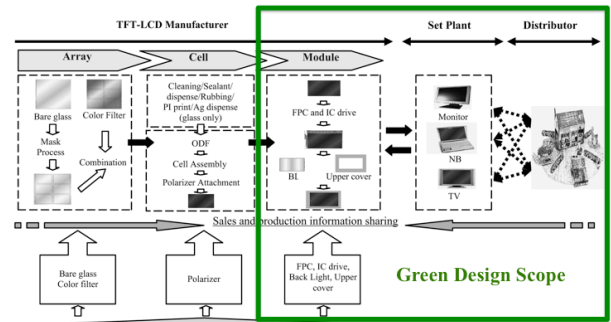 TFT-LCD Manufacturer
Set Plant
Distributor
Array
Cell
Module
Bare glass
Color Filter
Mask
Process
Combination
Cleaning/Sealant/
dispense/Rubbing/
PI print/Ag dispense
(glass only)
ODF
Cell Assembly
Polarizer Attachment
FPC and IC drive
BL
Upper cover
Monitor
NB
TV
Sales and production information sharing
Bare glass
Color filter
Polarizer
FPC, IC drive,
Back Light, Upper
cover
Green Design Scope